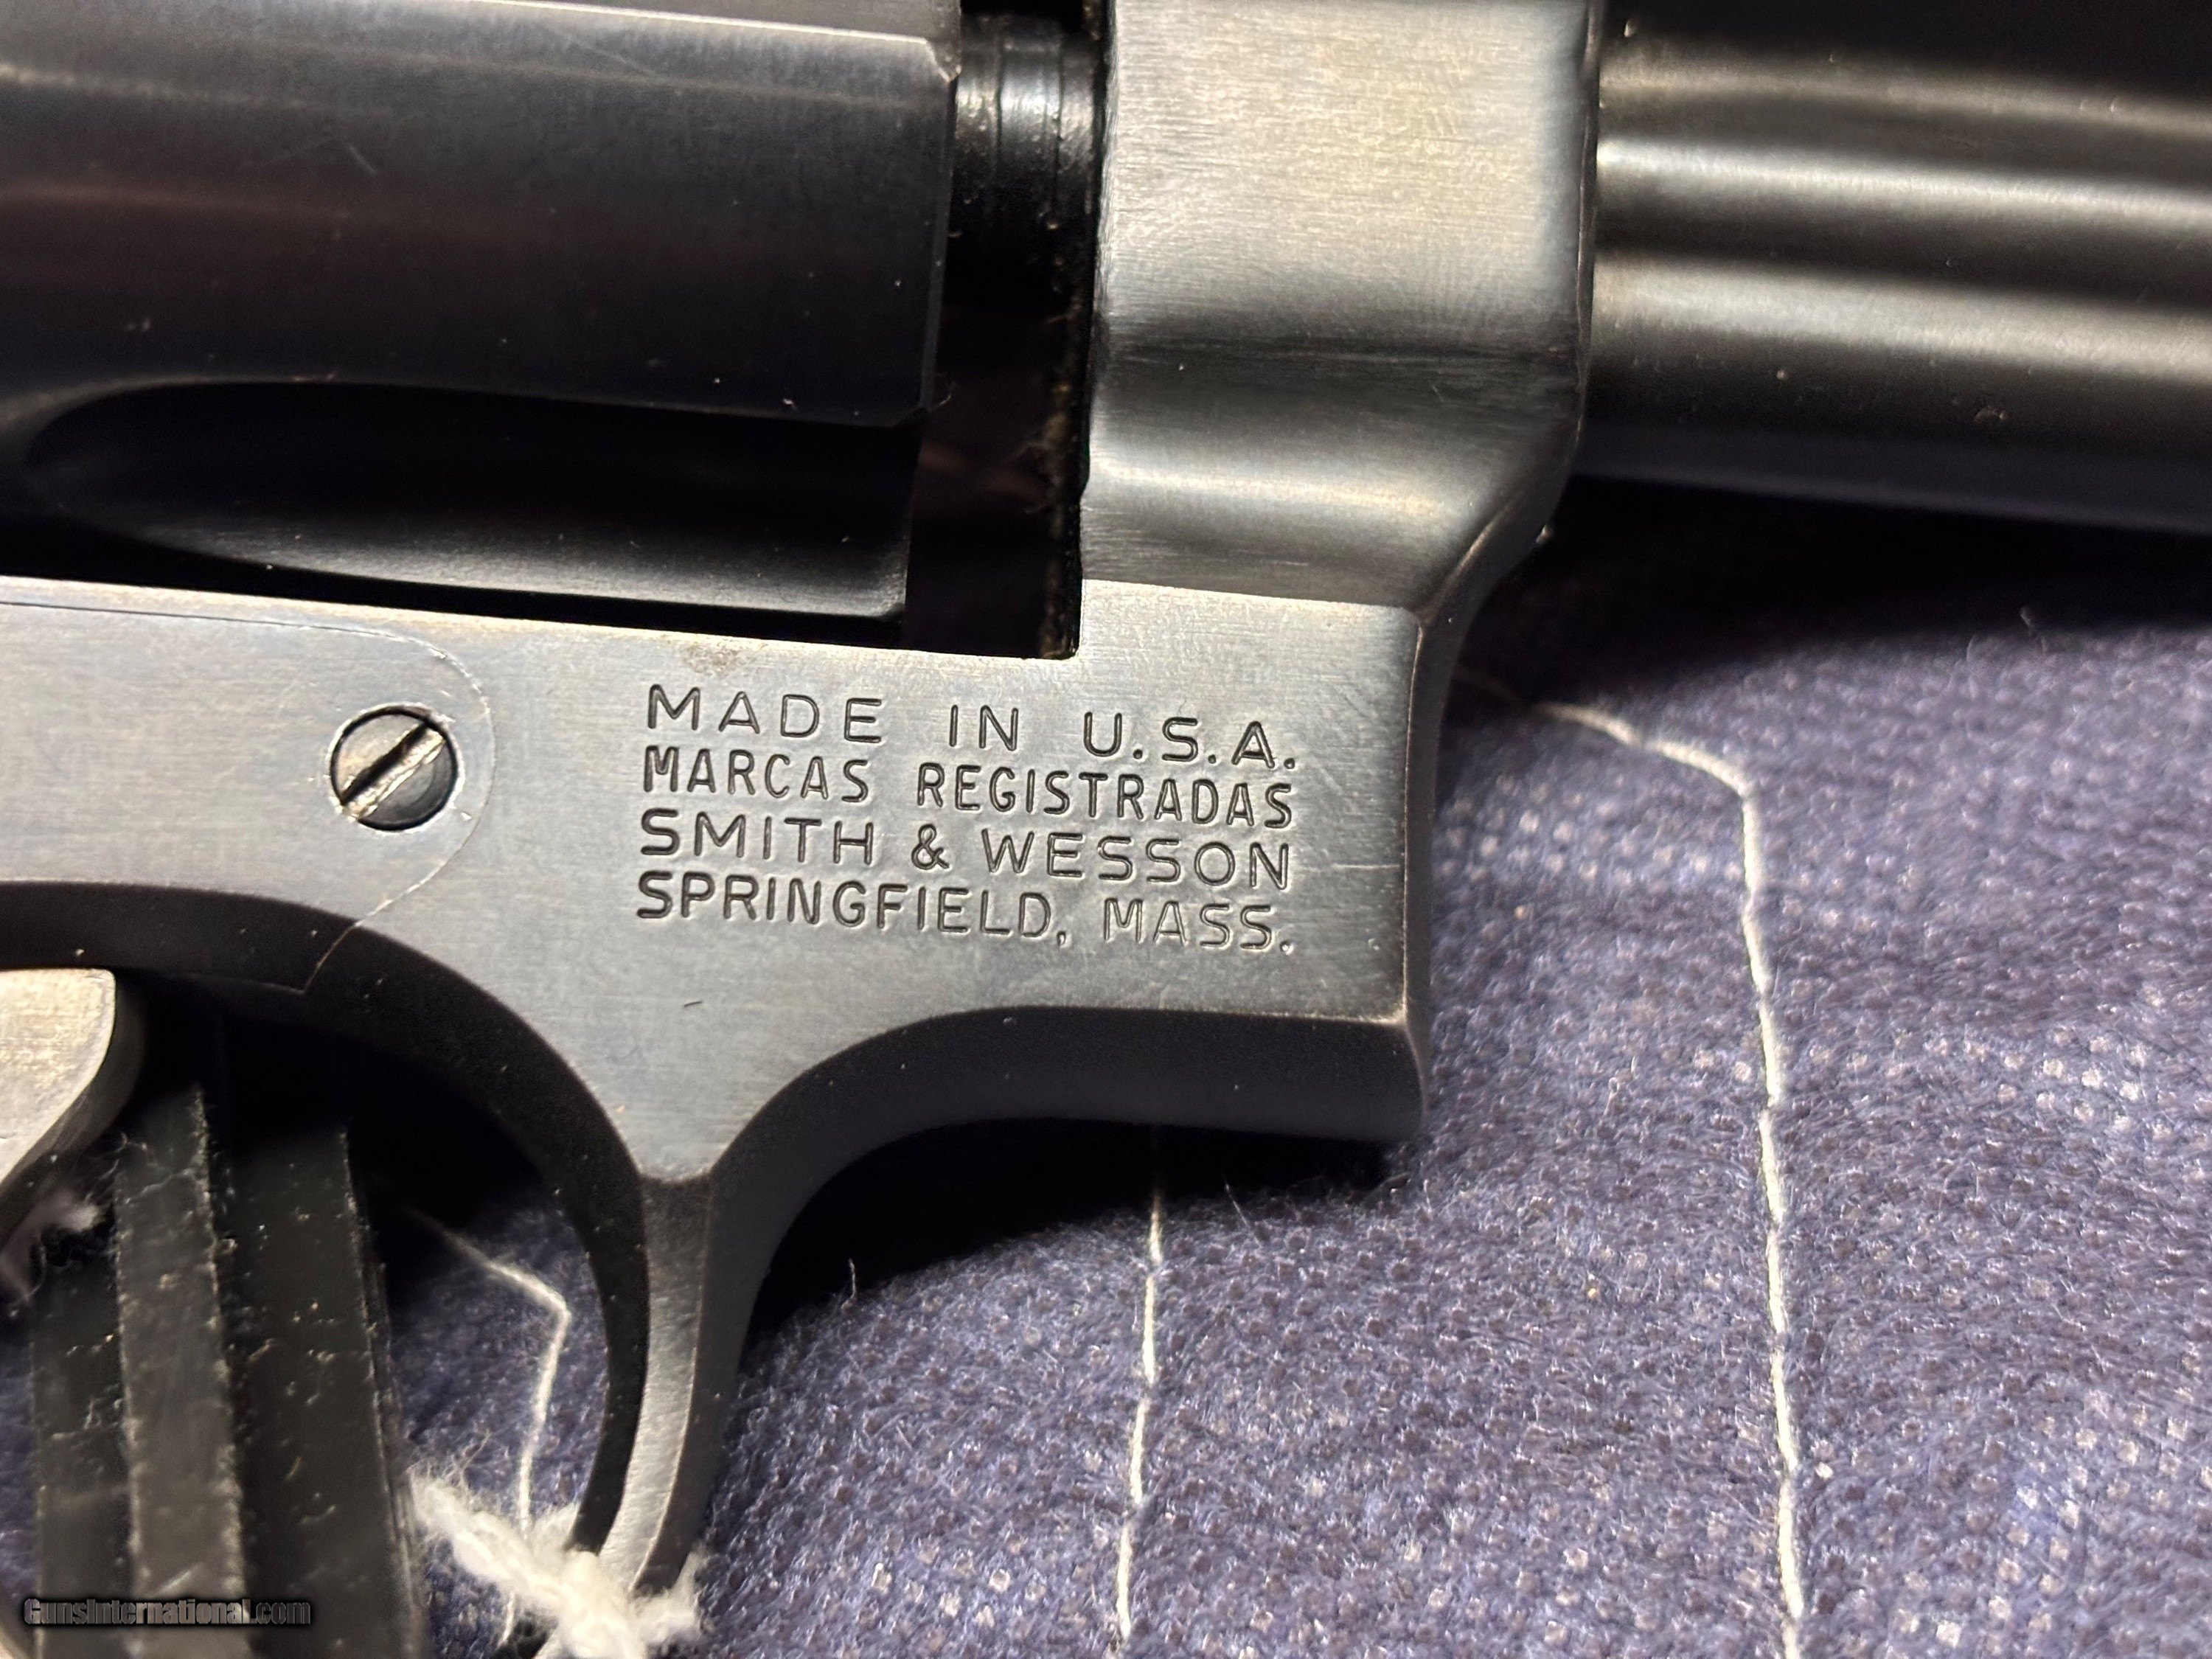 MADE IN U.S.A.
MARCAS REGISTRADAS
SMITH & WESSON
SPRINGFIELD, MASS.
GunsInternational.com